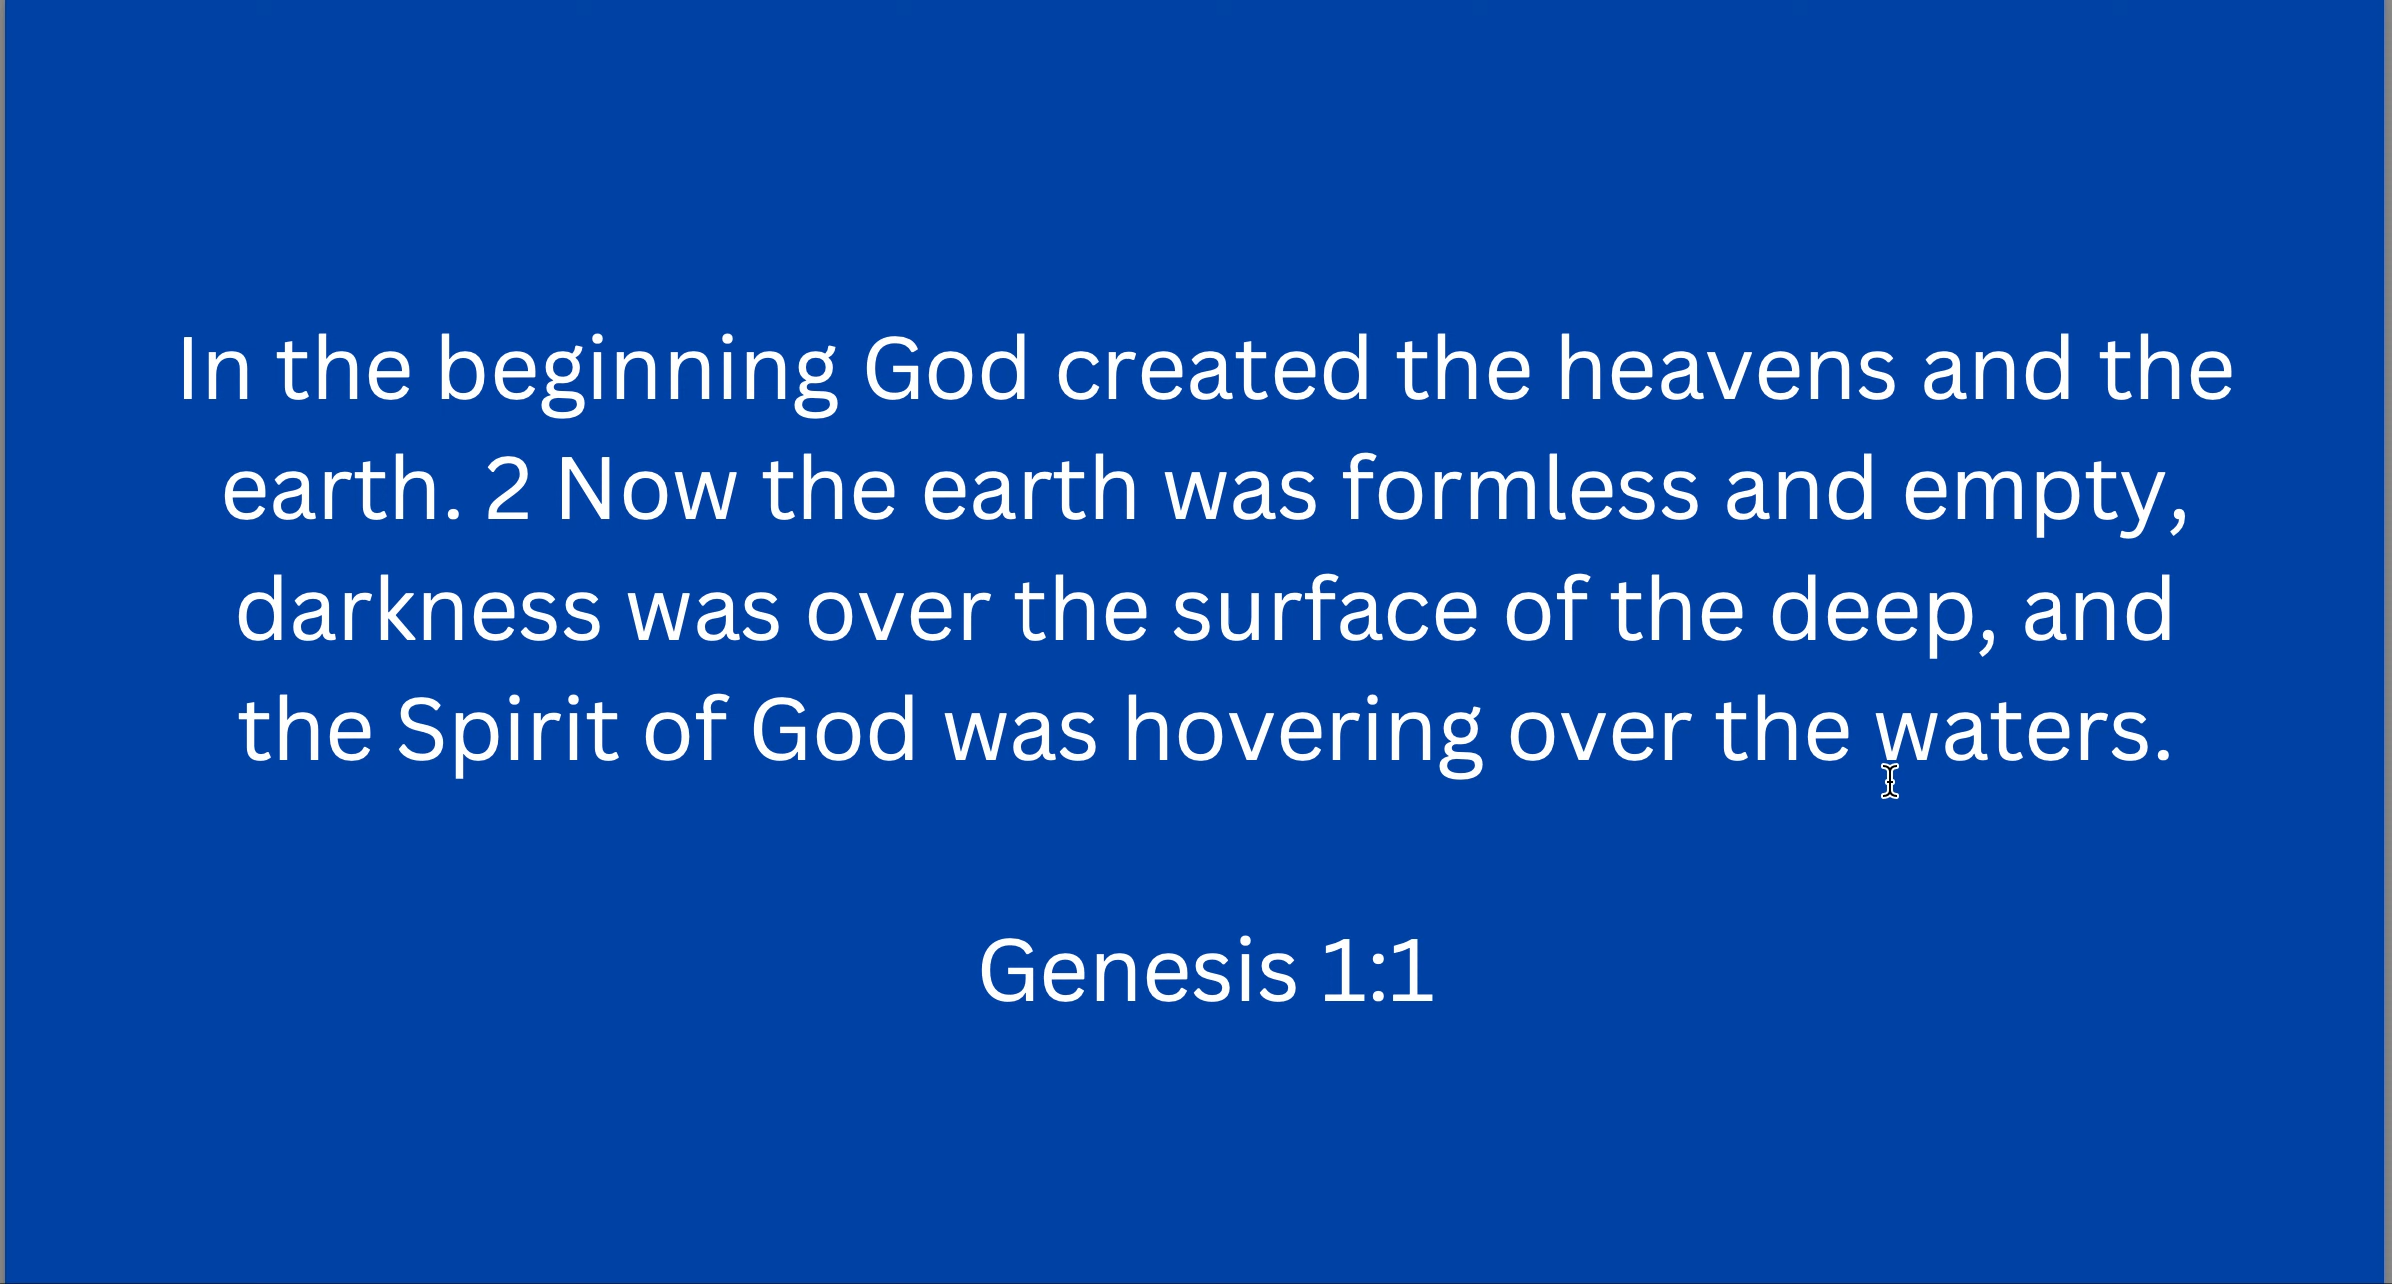 In the beginning God created the heavens and the
earth. 2 Now the earth was formless and empty,
darkness was over the surface of the deep, and
the Spirit of God was hovering over the waters.
Genesis 1:1